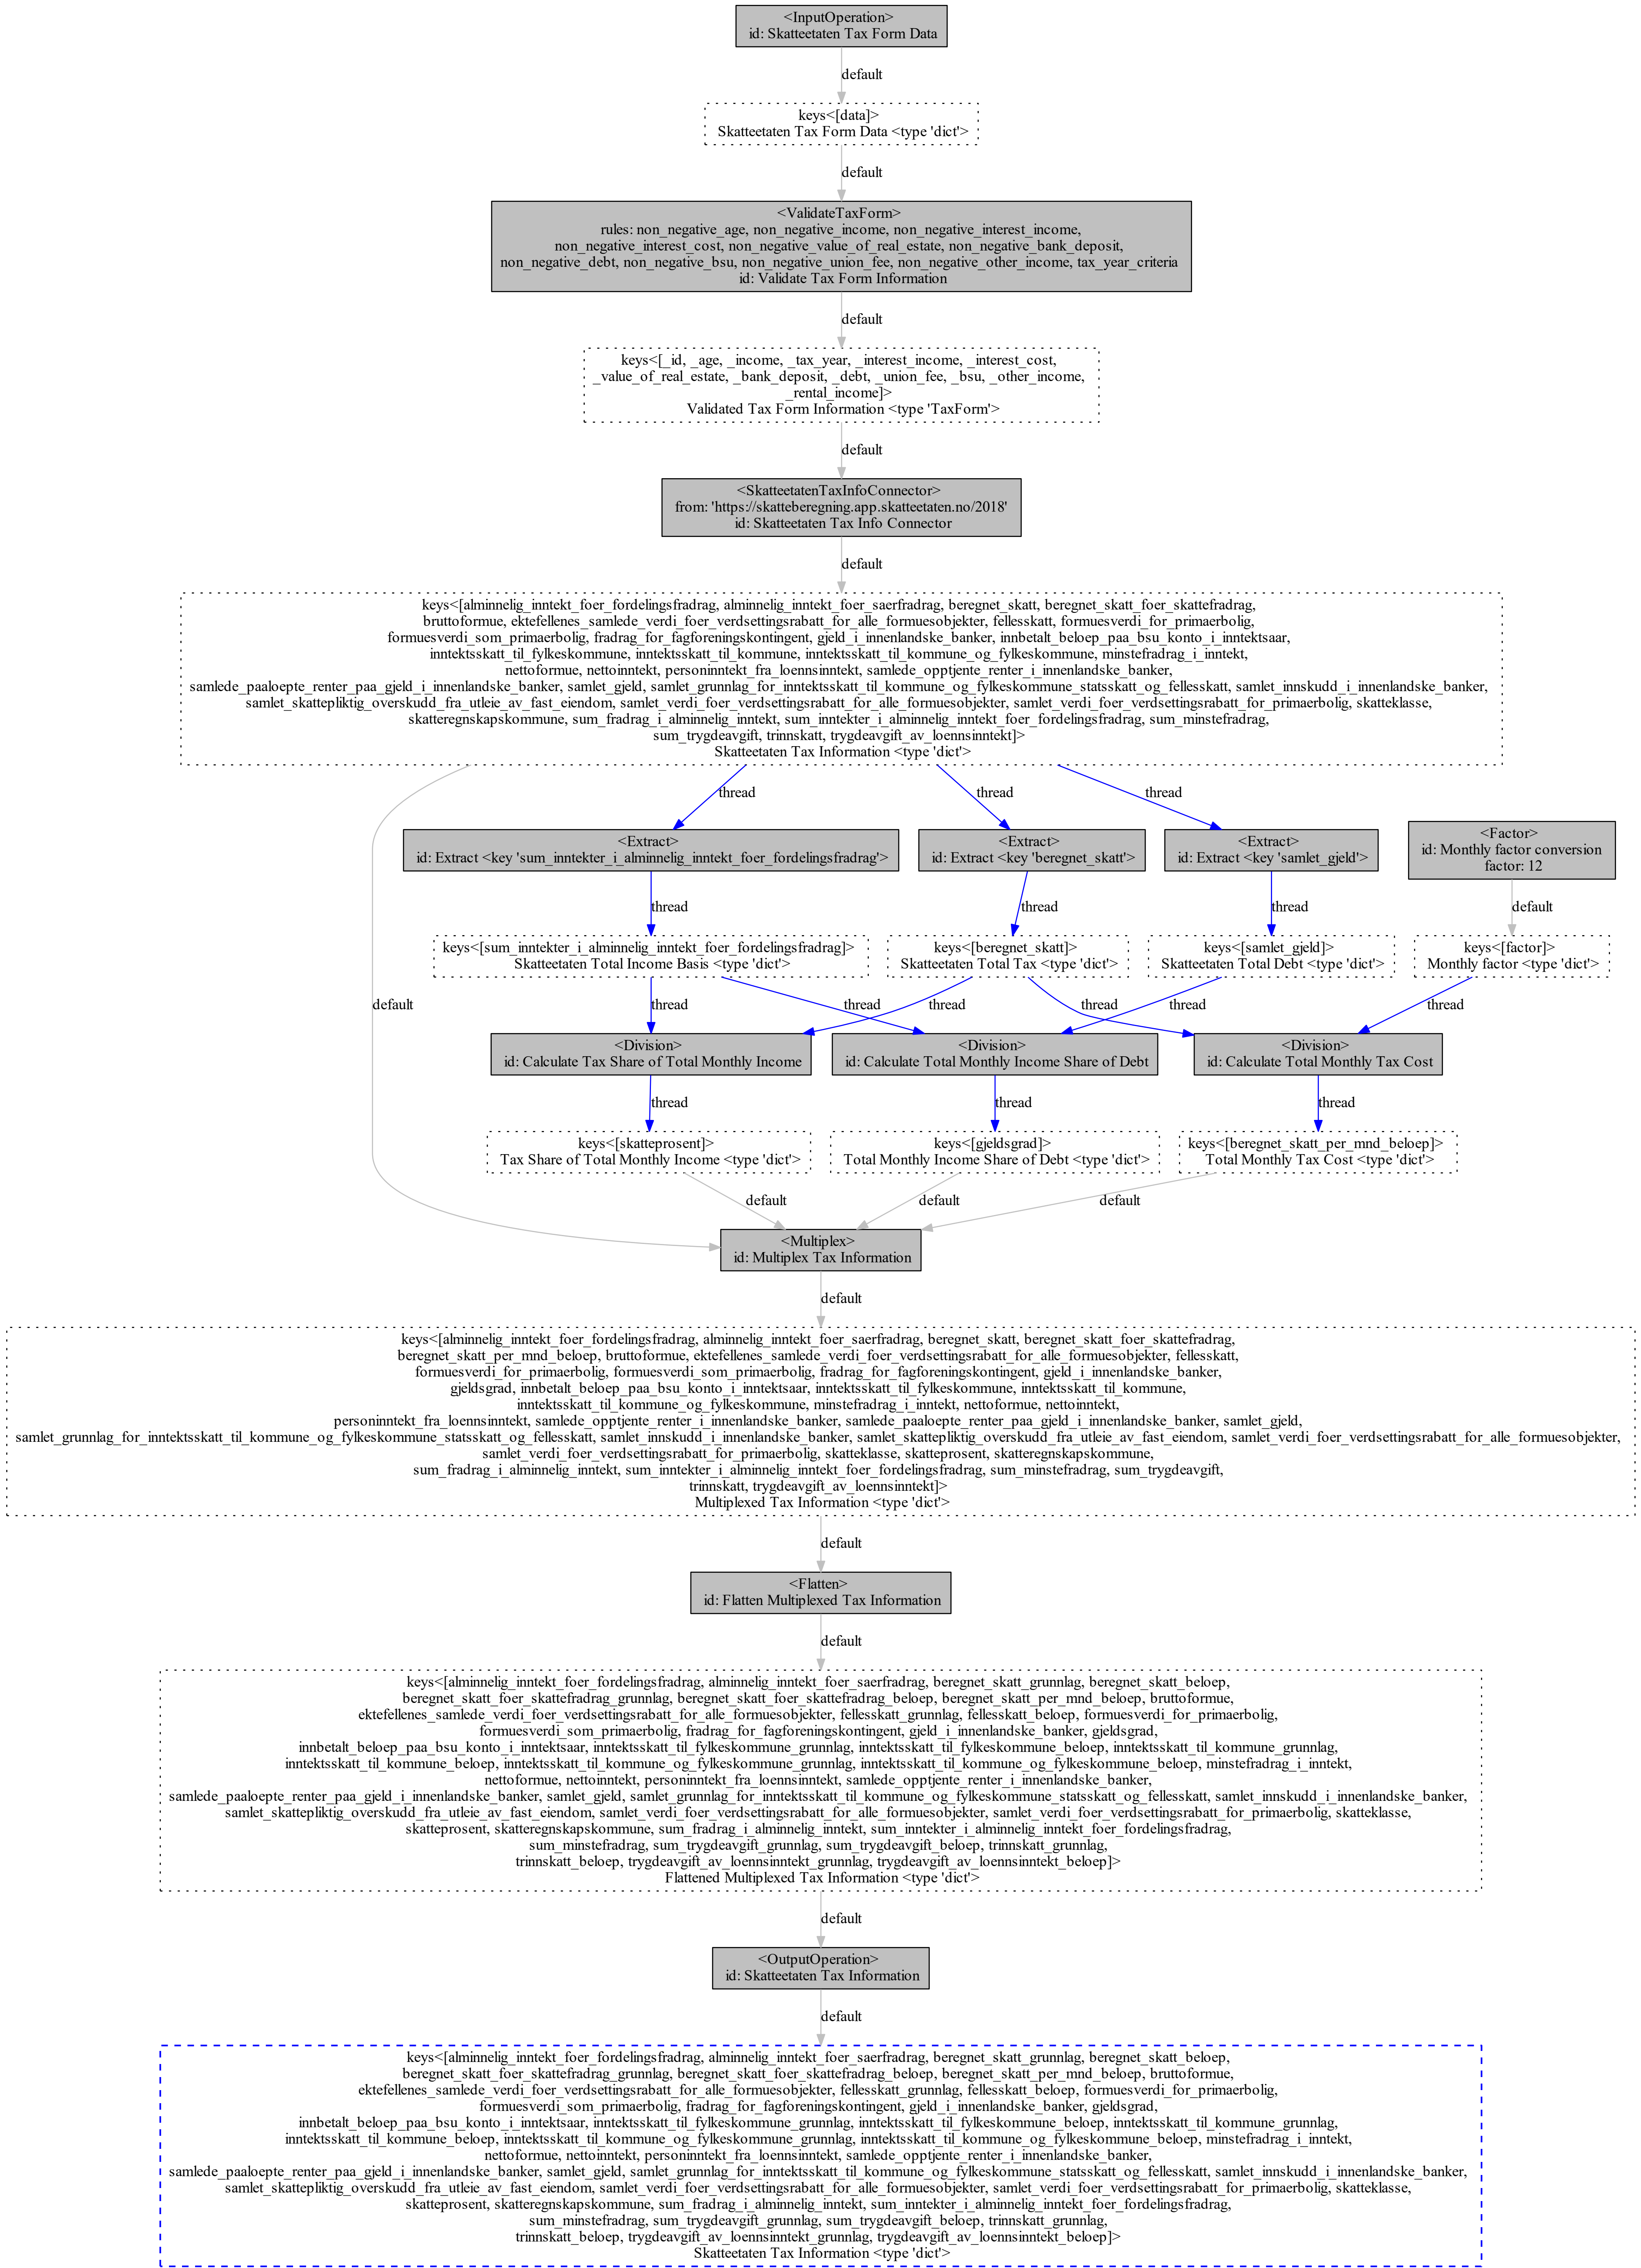 <InputOperation>
id: Skatteetaten Tax Form Data
default
keys<[data]>
Skatteetaten Tax Form Data <type 'dict'>
default
<ValidateTaxForm>
rules: non_negative_age, non_negative_income, non_negative_interest_income,
non_negative_interest_cost, non_negative_value_of_real_estate, non_negative_bank_deposit,
non_negative_debt, non_negative_bsu, non_negative_union_fee, non_negative_other_income, tax_year_criteria
id: Validate Tax Form Information
default
keys<[_id, _age, _income, _tax_year, _interest_income, _interest_cost,
_value_of_real_estate, _bank_deposit, _debt, _union_fee, _bsu, _other_income,
_rental_income]>
Validated Tax Form Information <type 'TaxForm'>
default
<SkatteetatenTaxInfoConnector>
from: 'https://skatteberegning.app.skatteetaten.no/2018'
id: Skatteetaten Tax Info Connector
default
keys<[alminnelig_inntekt_foer_fordelingsfradrag, alminnelig_inntekt_foer_saerfradrag, beregnet_skatt, beregnet_skatt_foer_skattefradrag,
bruttoformue, ektefellenes_samlede_verdi_foer_verdsettingsrabatt_for_alle_formuesobjekter, fellesskatt, formuesverdi_for_primaerbolig,
formuesverdi_som_primaerbolig, fradrag_for_fagforeningskontingent, gjeld_i_innenlandske_banker, innbetalt_beloep_paa_bsu_konto_i_inntektsaar,
inntektsskatt_til_fylkeskommune, inntektsskatt_til_kommune, inntektsskatt_til_kommune_og_fylkeskommune, minstefradrag_i_inntekt,
nettoformue, nettoinntekt, personinntekt_fra_loennsinntekt, samlede_opptjente_renter_i_innenlandske_banker,
samlede_paaloepte_renter_paa_gjeld_i_innenlandske_banker, samlet_gjeld, samlet_grunnlag_for_inntektsskatt_til_kommune_og_fylkeskommune_statsskatt_og_fellesskatt, samlet_innskudd_i_innenlandske_banker,
samlet_skattepliktig_overskudd_fra_utleie_av_fast_eiendom, samlet_verdi_foer_verdsettingsrabatt_for_alle_formuesobjekter, samlet_verdi_foer_verdsettingsrabatt_for_primaerbolig, skatteklasse,
skatteregnskapskommune, sum_fradrag_i_alminnelig_inntekt, sum_inntekter_i_alminnelig_inntekt_foer_fordelingsfradrag, sum_minstefradrag,
sum_trygdeavgift, trinnskatt, trygdeavgift_av_loennsinntekt]>
Skatteetaten Tax Information <type 'dict'>
thread
thread
thread
<Extract>
id: Extract <key 'sum_inntekter_i_alminnelig_inntekt_foer_fordelingsfradrag'>
<Extract>
id: Extract <key 'beregnet_skatt'>
<Extract>
id: Extract <key 'samlet_gjeld'>
<Factor>
id: Monthly factor conversion
factor: 12
thread
thread
thread
default
keys<[sum_inntekter_i_alminnelig_inntekt_foer_fordelingsfradrag]>
Skatteetaten Total Income Basis <type 'dict'>
keys<[beregnet_skatt]>
Skatteetaten Total Tax <type 'dict'>
keys<[samlet_gjeld]>
Skatteetaten Total Debt <type 'dict'>
keys<[factor]>
Monthly factor <type 'dict'>
default
thread
thread
thread
thread
thread
thread
<Division>
id: Calculate Tax Share of Total Monthly Income
<Division>
id: Calculate Total Monthly Income Share of Debt
<Division>
id: Calculate Total Monthly Tax Cost
thread
thread
thread
keys<[skatteprosent]>
Tax Share of Total Monthly Income <type 'dict'>
keys<[gjeldsgrad]>
Total Monthly Income Share of Debt <type 'dict'>
keys<[beregnet_skatt_per_mnd_beloep]>
Total Monthly Tax Cost <type 'dict'>
default
default
default
<Multiplex>
id: Multiplex Tax Information
default
keys<[alminnelig_inntekt_foer_fordelingsfradrag, alminnelig_inntekt_foer_saerfradrag, beregnet_skatt, beregnet_skatt_foer_skattefradrag,
beregnet_skatt_per_mnd_beloep, bruttoformue, ektefellenes_samlede_verdi_foer_verdsettingsrabatt_for_alle_formuesobjekter, fellesskatt,
formuesverdi_for_primaerbolig, formuesverdi_som_primaerbolig, fradrag_for_fagforeningskontingent, gjeld_i_innenlandske_banker,
gjeldsgrad, innbetalt_beloep_paa_bsu_konto_i_inntektsaar, inntektsskatt_til_fylkeskommune, inntektsskatt_til_kommune,
inntektsskatt_til_kommune_og_fylkeskommune, minstefradrag_i_inntekt, nettoformue, nettoinntekt,
personinntekt_fra_loennsinntekt, samlede_opptjente_renter_i_innenlandske_banker, samlede_paaloepte_renter_paa_gjeld_i_innenlandske_banker, samlet_gjeld,
samlet_grunnlag_for_inntektsskatt_til_kommune_og_fylkeskommune_statsskatt_og_fellesskatt, samlet_innskudd_i_innenlandske_banker, samlet_skattepliktig_overskudd_fra_utleie_av_fast_eiendom, samlet_verdi_foer_verdsettingsrabatt_for_alle_formuesobjekter,
samlet_verdi_foer_verdsettingsrabatt_for_primaerbolig, skatteklasse, skatteprosent, skatteregnskapskommune,
sum_fradrag_i_alminnelig_inntekt, sum_inntekter_i_alminnelig_inntekt_foer_fordelingsfradrag, sum_minstefradrag, sum_trygdeavgift,
trinnskatt, trygdeavgift_av_loennsinntekt]>
Multiplexed Tax Information <type 'dict'>
default
<Flatten>
id: Flatten Multiplexed Tax Information
default
keys<[alminnelig_inntekt_foer_fordelingsfradrag, alminnelig_inntekt_foer_saerfradrag, beregnet_skatt_grunnlag, beregnet_skatt_beloep,
beregnet_skatt_foer_skattefradrag_grunnlag, beregnet_skatt_foer_skattefradrag_beloep, beregnet_skatt_per_mnd_beloep, bruttoformue,
ektefellenes_samlede_verdi_foer_verdsettingsrabatt_for_alle_formuesobjekter, fellesskatt_grunnlag, fellesskatt_beloep, formuesverdi_for_primaerbolig,
formuesverdi_som_primaerbolig, fradrag_for_fagforeningskontingent, gjeld_i_innenlandske_banker, gjeldsgrad,
innbetalt_beloep_paa_bsu_konto_i_inntektsaar, inntektsskatt_til_fylkeskommune_grunnlag, inntektsskatt_til_fylkeskommune_beloep, inntektsskatt_til_kommune_grunnlag,
inntektsskatt_til_kommune_beloep, inntektsskatt_til_kommune_og_fylkeskommune_grunnlag, inntektsskatt_til_kommune_og_fylkeskommune_beloep, minstefradrag_i_inntekt,
nettoformue, nettoinntekt, personinntekt_fra_loennsinntekt, samlede_opptjente_renter_i_innenlandske_banker,
samlede_paaloepte_renter_paa_gjeld_i_innenlandske_banker, samlet_gjeld, samlet_grunnlag_for_inntektsskatt_til_kommune_og_fylkeskommune_statsskatt_og_fellesskatt, samlet_innskudd_i_innenlandske_banker,
samlet_skattepliktig_overskudd_fra_utleie_av_fast_eiendom, samlet_verdi_foer_verdsettingsrabatt_for_alle_formuesobjekter, samlet_verdi_foer_verdsettingsrabatt_for_primaerbolig, skatteklasse,
skatteprosent, skatteregnskapskommune, sum_fradrag_i_alminnelig_inntekt, sum_inntekter_i_alminnelig_inntekt_foer_fordelingsfradrag,
sum_minstefradrag, sum_trygdeavgift_grunnlag, sum_trygdeavgift_beloep, trinnskatt_grunnlag,
trinnskatt_beloep, trygdeavgift_av_loennsinntekt_grunnlag, trygdeavgift_av_loennsinntekt_beloep]>
Flattened Multiplexed Tax Information <type 'dict'>
default
<OutputOperation>
id: Skatteetaten Tax Information
default
keys<[alminnelig_inntekt_foer_fordelingsfradrag, alminnelig_inntekt_foer_saerfradrag, beregnet_skatt_grunnlag, beregnet_skatt_beloep,
beregnet_skatt_foer_skattefradrag_grunnlag, beregnet_skatt_foer_skattefradrag_beloep, beregnet_skatt_per_mnd_beloep, bruttoformue,
ektefellenes_samlede_verdi_foer_verdsettingsrabatt_for_alle_formuesobjekter, fellesskatt_grunnlag, fellesskatt_beloep, formuesverdi_for_primaerbolig,
formuesverdi_som_primaerbolig, fradrag_for_fagforeningskontingent, gjeld_i_innenlandske_banker, gjeldsgrad,
innbetalt_beloep_paa_bsu_konto_i_inntektsaar, inntektsskatt_til_fylkeskommune_grunnlag, inntektsskatt_til_fylkeskommune_beloep, inntektsskatt_til_kommune_grunnlag,
inntektsskatt_til_kommune_beloep, inntektsskatt_til_kommune_og_fylkeskommune_grunnlag, inntektsskatt_til_kommune_og_fylkeskommune_beloep, minstefradrag_i_inntekt,
nettoformue, nettoinntekt, personinntekt_fra_loennsinntekt, samlede_opptjente_renter_i_innenlandske_banker,
samlede_paaloepte_renter_paa_gjeld_i_innenlandske_banker, samlet_gjeld, samlet_grunnlag_for_inntektsskatt_til_kommune_og_fylkeskommune_statsskatt_og_fellesskatt, samlet_innskudd_i_innenlandske_banker,
samlet_skattepliktig_overskudd_fra_utleie_av_fast_eiendom, samlet_verdi_foer_verdsettingsrabatt_for_alle_formuesobjekter, samlet_verdi_foer_verdsettingsrabatt_for_primaerbolig, skatteklasse,
skatteprosent, skatteregnskapskommune, sum_fradrag_i_alminnelig_inntekt, sum_inntekter_i_alminnelig_inntekt_foer_fordelingsfradrag,
sum_minstefradrag, sum_trygdeavgift_grunnlag, sum_trygdeavgift_beloep, trinnskatt_grunnlag,
trinnskatt_beloep, trygdeavgift_av_loennsinntekt_grunnlag, trygdeavgift_av_loennsinntekt_beloep]>
Skatteetaten Tax Information <type 'dict'>